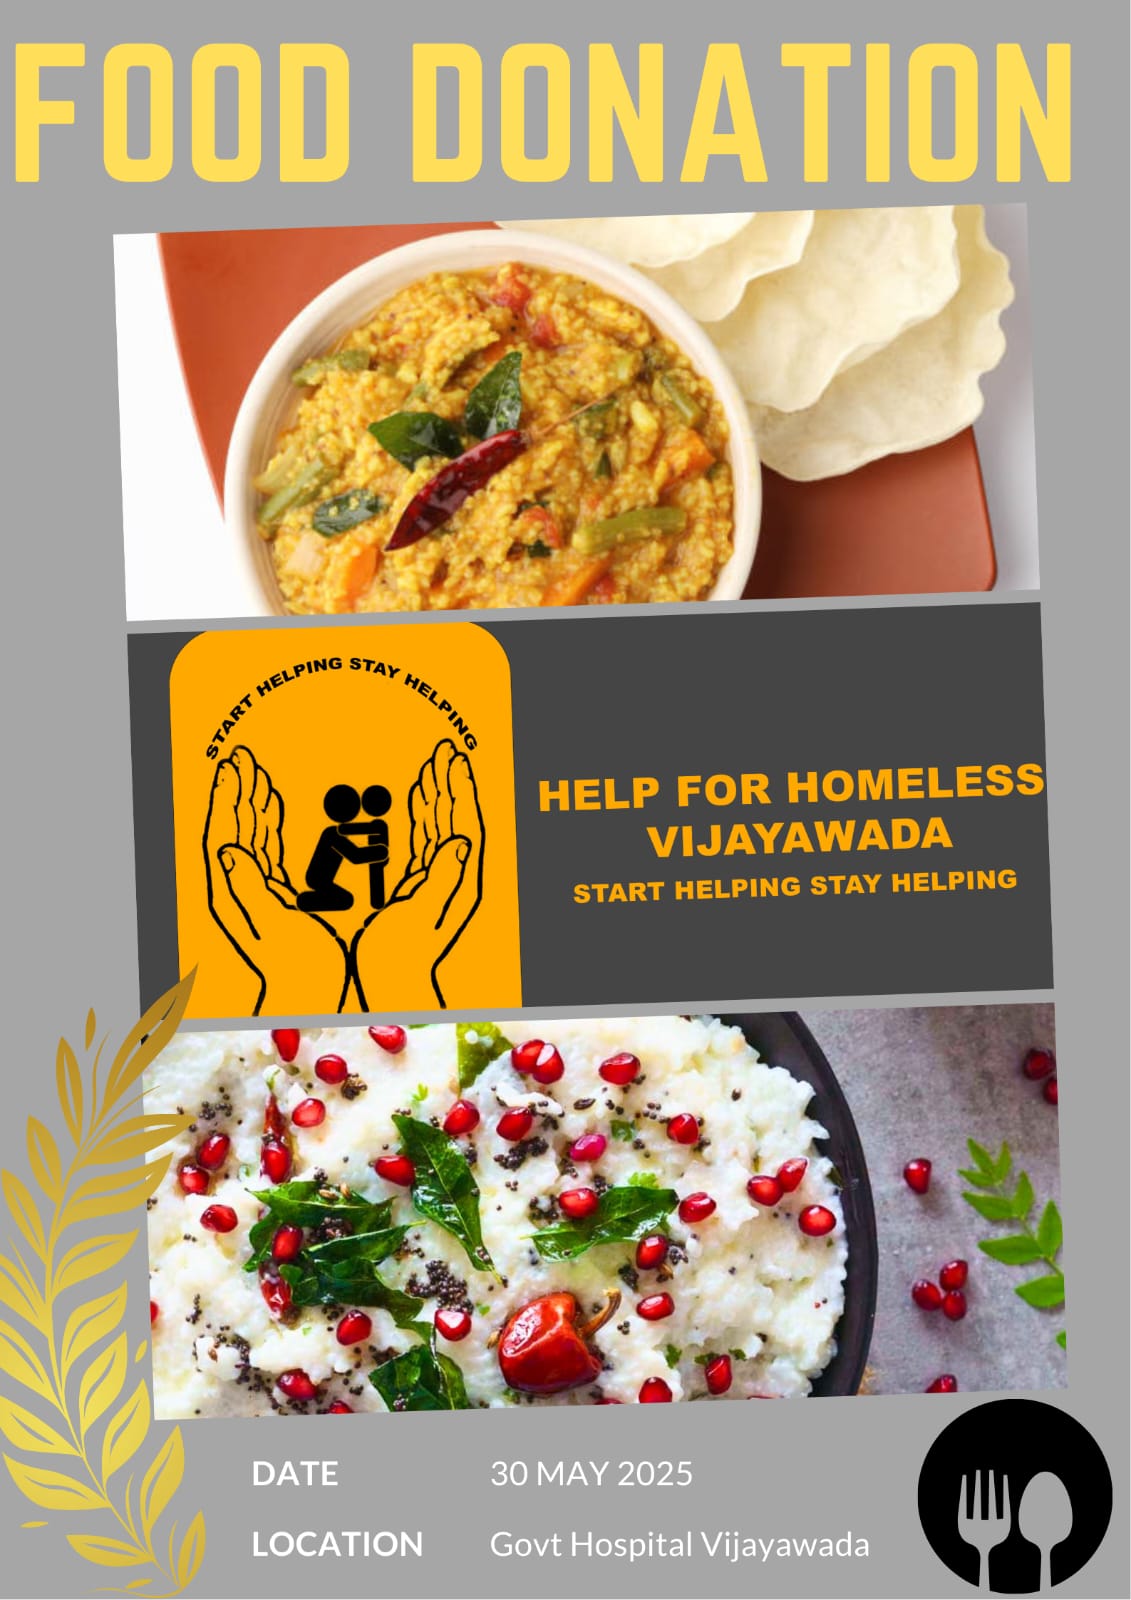 FOOD DONATION
START HELPING STAY HELPING
HELP FOR HOMELESS
VIJAYAWADA
START HELPING STAY HELPING
DATE 30 MAY 2025
LOCATION Govt Hospital Vijayawada